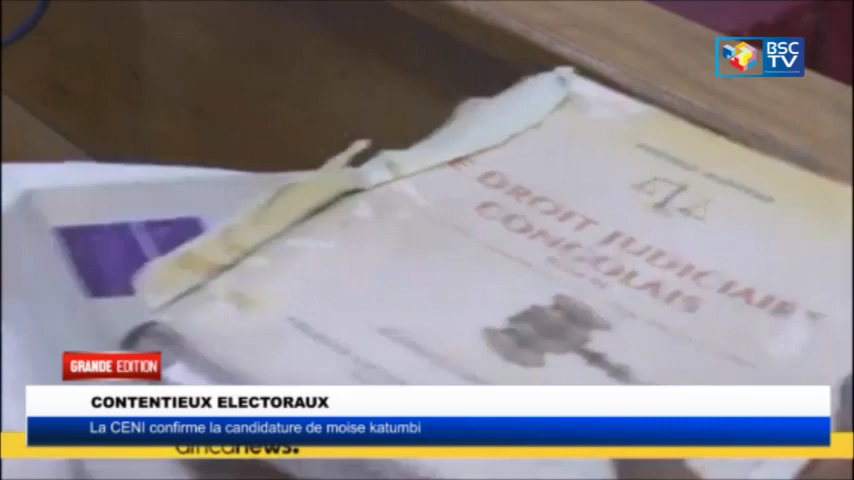 BSC
TV
DROIT JUDICIAIRE
CONGOLAIS
GRANDE EDITION
CONTENTIEUX ELECTORAUX
La CENI confirme la candidature de moise katumbi
africanews.